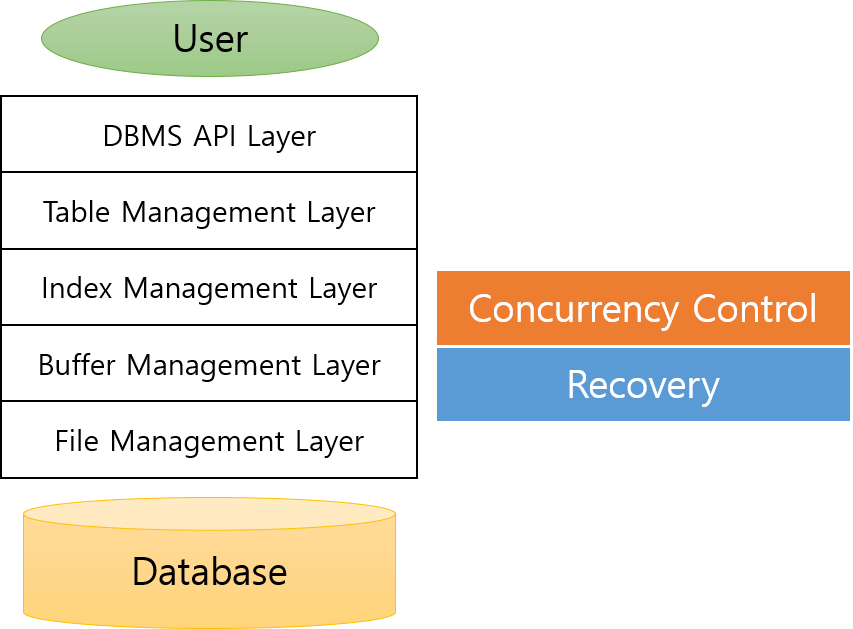 User
DBMS API Layer
Table Management Layer
Index Management Layer
Buffer Management Layer
File Management Layer
Database
Concurrency Control
Recovery